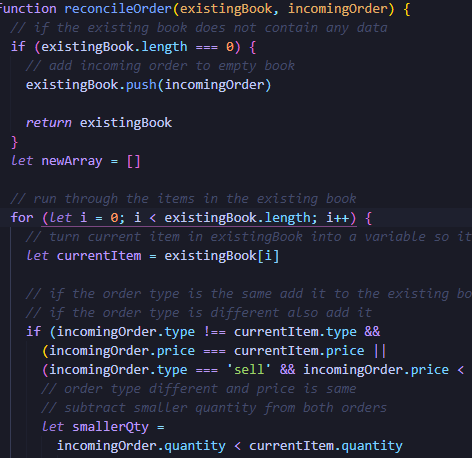 function reconcileOrder(existingBook, incomingOrder) {
// if the existing book does not contain any data
if (existingBook.length === 0) {
// add incoming order to empty book
existingBook.push(incomingOrder)
return existingBook
}
let newArray = []
// run through the items in the existing book
for (let i = 0; i < existingBook.length; i++) {
// turn current item in existingBook into a variable so it
let currentItem = existingBook[i]
// if the order type is the same add it to the existing bo
// if the order type is different also add it
if (incomingOrder.type !== currentItem.type &&
(incomingOrder.price === currentItem.price ||
(incomingOrder.type === 'sell' && incomingOrder.price <
// order type different and price is same
// subtract smaller quantity from both orders
let smallerQty =
incomingOrder.quantity < currentItem.quantity